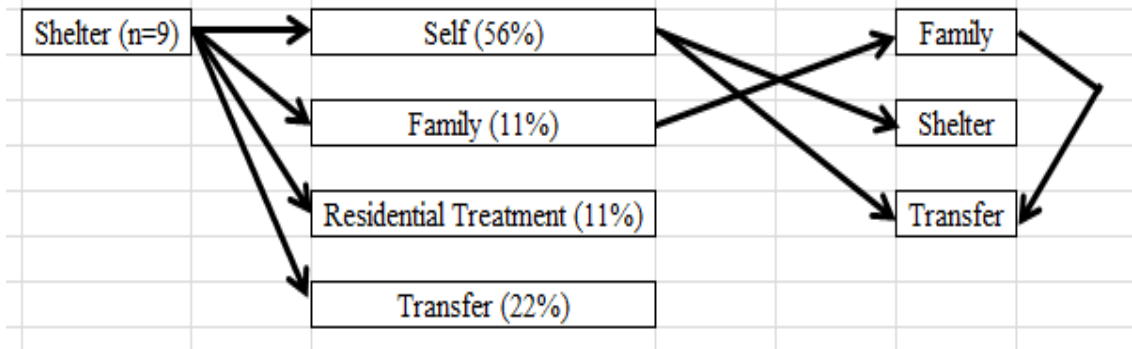 Shelter (n=9)
Self (56%)
Family
Family (11%)
Shelter
Residential Treatment (11%)
Transfer
Transfer (22%)